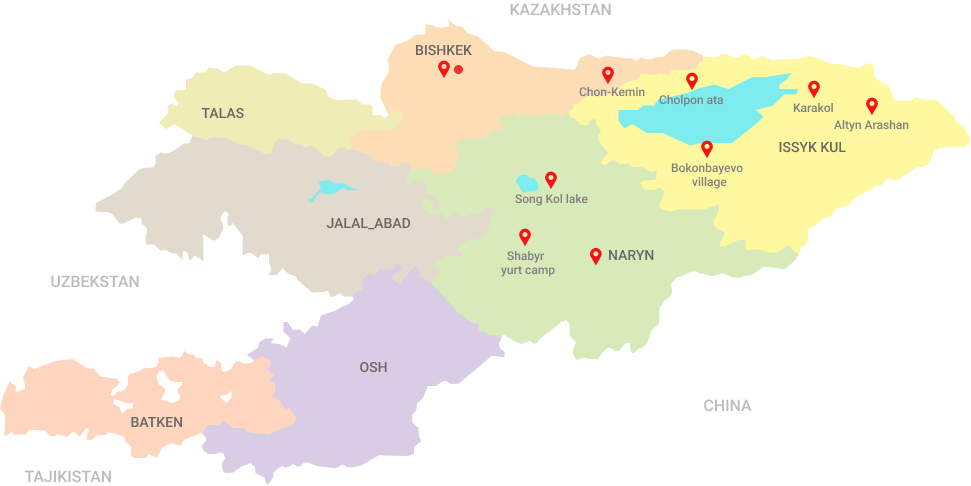 KAZAKHSTAN
BISHKEK
Chon-Kemin
Cholpon ata
Karakol
TALAS
Altyn Arashan
ISSYK KUL
Bokonbayevo
village
Song Kol lake
JALAL_ABAD
Shabyr
yurt camp
NARYN
UZBEKSTAN
OSH
CHINA
BATKEN
TAJIKISTAN